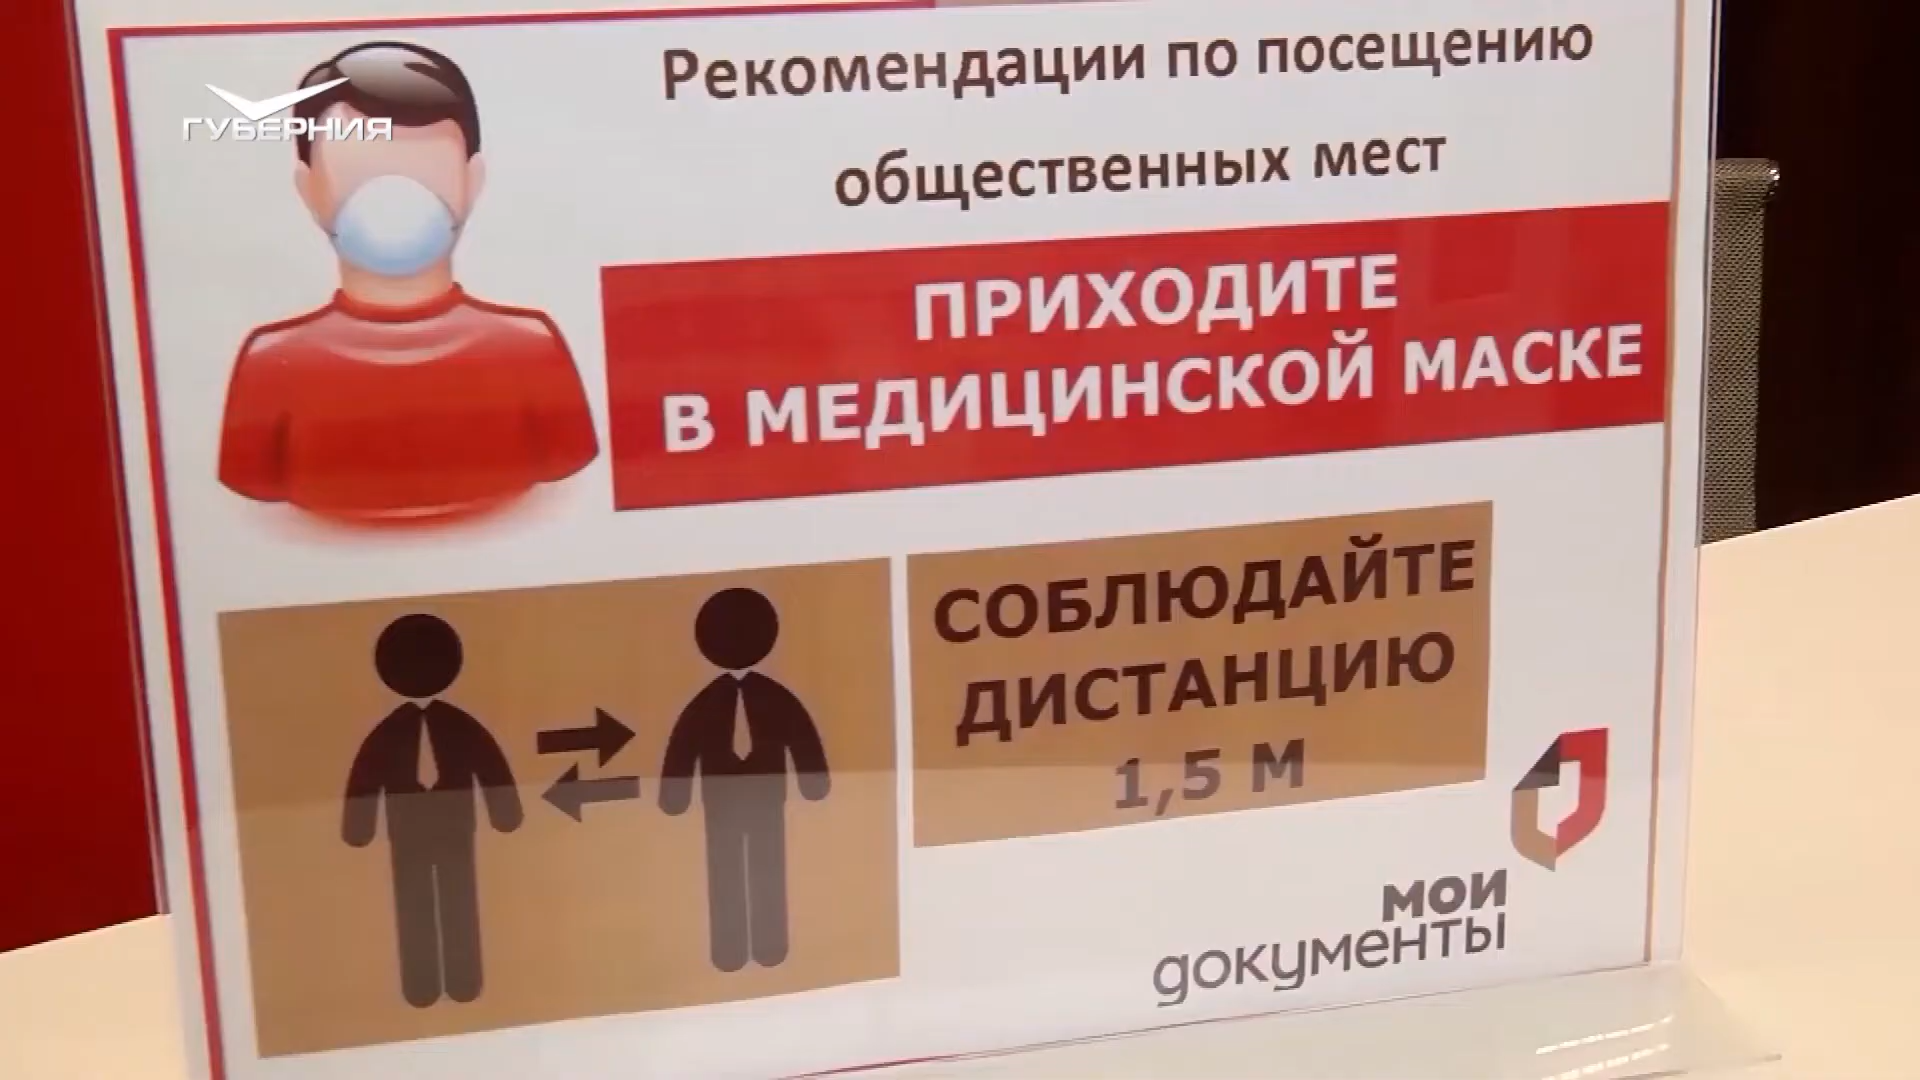 ГУБЕРНИЯ
Рекомендации по посещению
общественных мест
ПРИХОДИТЕ
В МЕДИЦИНСКОЙ МАСКЕ
СОБЛЮДАЙТЕ
ДИСТАНЦИЮ
1,5 М
мои
документы